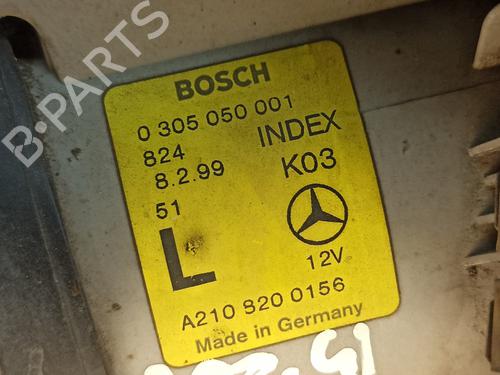 B-PARTS
BOSCH
0 305 050 001
824 INDEX
8.2.99 K03
51
L
12V
A210 820 0156
Made in Germany